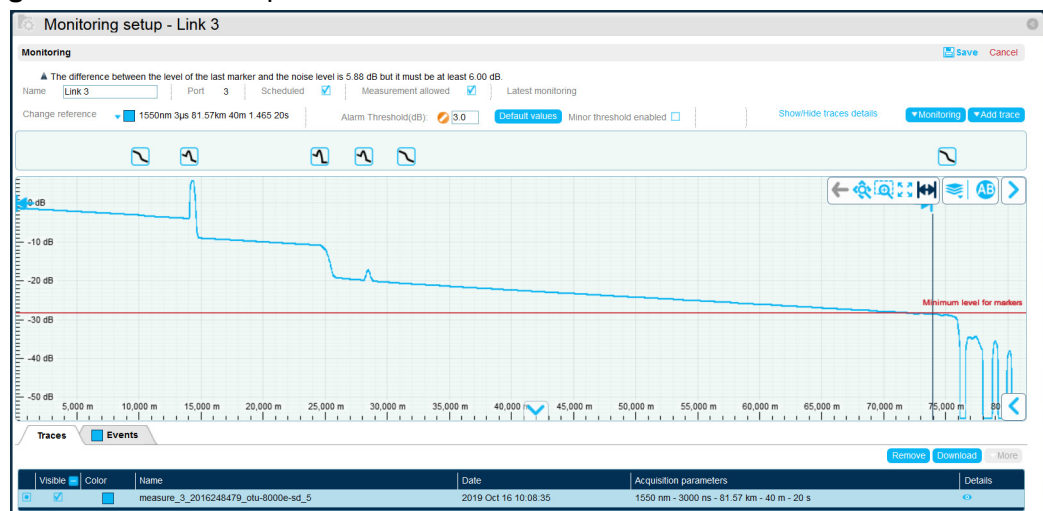 Monitoring setup - Link 3
Monitoring
Save Cancel
The difference between the level of the last marker and the noise level is 5.88 dB but it must be at least 6.00 dB.
Name Link 3 Port 3 Scheduled Measurement allowed Latest monitoring
Change reference 1550nm 3µs 81.57km 40m 1.465 20s Alarm Threshold(dB): 3.0 Default values Minor threshold enabled Show/Hide traces details Monitoring Add trace
AB
0 dB
-10 dB
-20 dB
Minimum level for markers
-30 dB
-40 dB
-50 dB
5,000 m 10,000 m 15,000 m 20,000 m 25,000 m 30,000 m 35,000 m 40,000 m 45,000 m 50,000 m 55,000 m 60,000 m 65,000 m 70,000 m 75,000 m 80
Traces Events
Remove Download More
Visible Color Name Date Acquisition parameters Details
measure_3_2016248479_otu-8000e-sd_5 2019 Oct 16 10:08:35 1550 nm - 3000 ns - 81.57 km - 40 m - 20 s